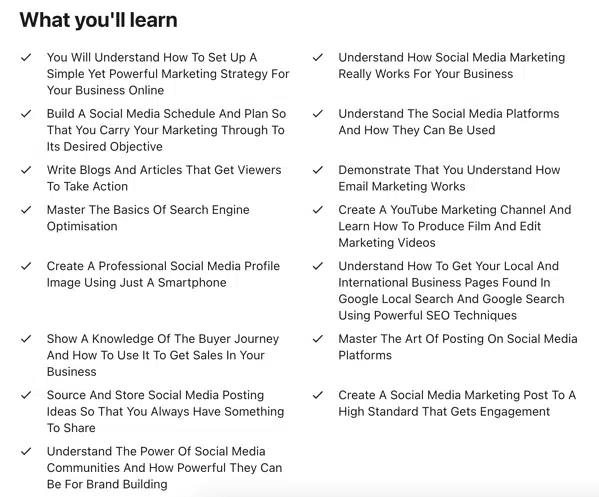 What you'll learn
You Will Understand How To Set Up A
Simple Yet Powerful Marketing Strategy For
Your Business Online
Understand How Social Media Marketing
Really Works For Your Business
Build A Social Media Schedule And Plan So
That You Carry Your Marketing Through To
Its Desired Objective
Understand The Social Media Platforms
And How They Can Be Used
Write Blogs And Articles That Get Viewers
To Take Action
Demonstrate That You Understand How
Email Marketing Works
Master The Basics Of Search Engine
Optimisation
Create A YouTube Marketing Channel And
Learn How To Produce Film And Edit
Marketing Videos
Create A Professional Social Media Profile
Image Using Just A Smartphone
Understand How To Get Your Local And
International Business Pages Found In
Google Local Search And Google Search
Using Powerful SEO Techniques
Show A Knowledge Of The Buyer Journey
And How To Use It To Get Sales In Your
Business
Master The Art Of Posting On Social Media
Platforms
Source And Store Social Media Posting
Ideas So That You Always Have Something
To Share
Create A Social Media Marketing Post To A
High Standard That Gets Engagement
Understand The Power Of Social Media
Communities And How Powerful They Can
Be For Brand Building